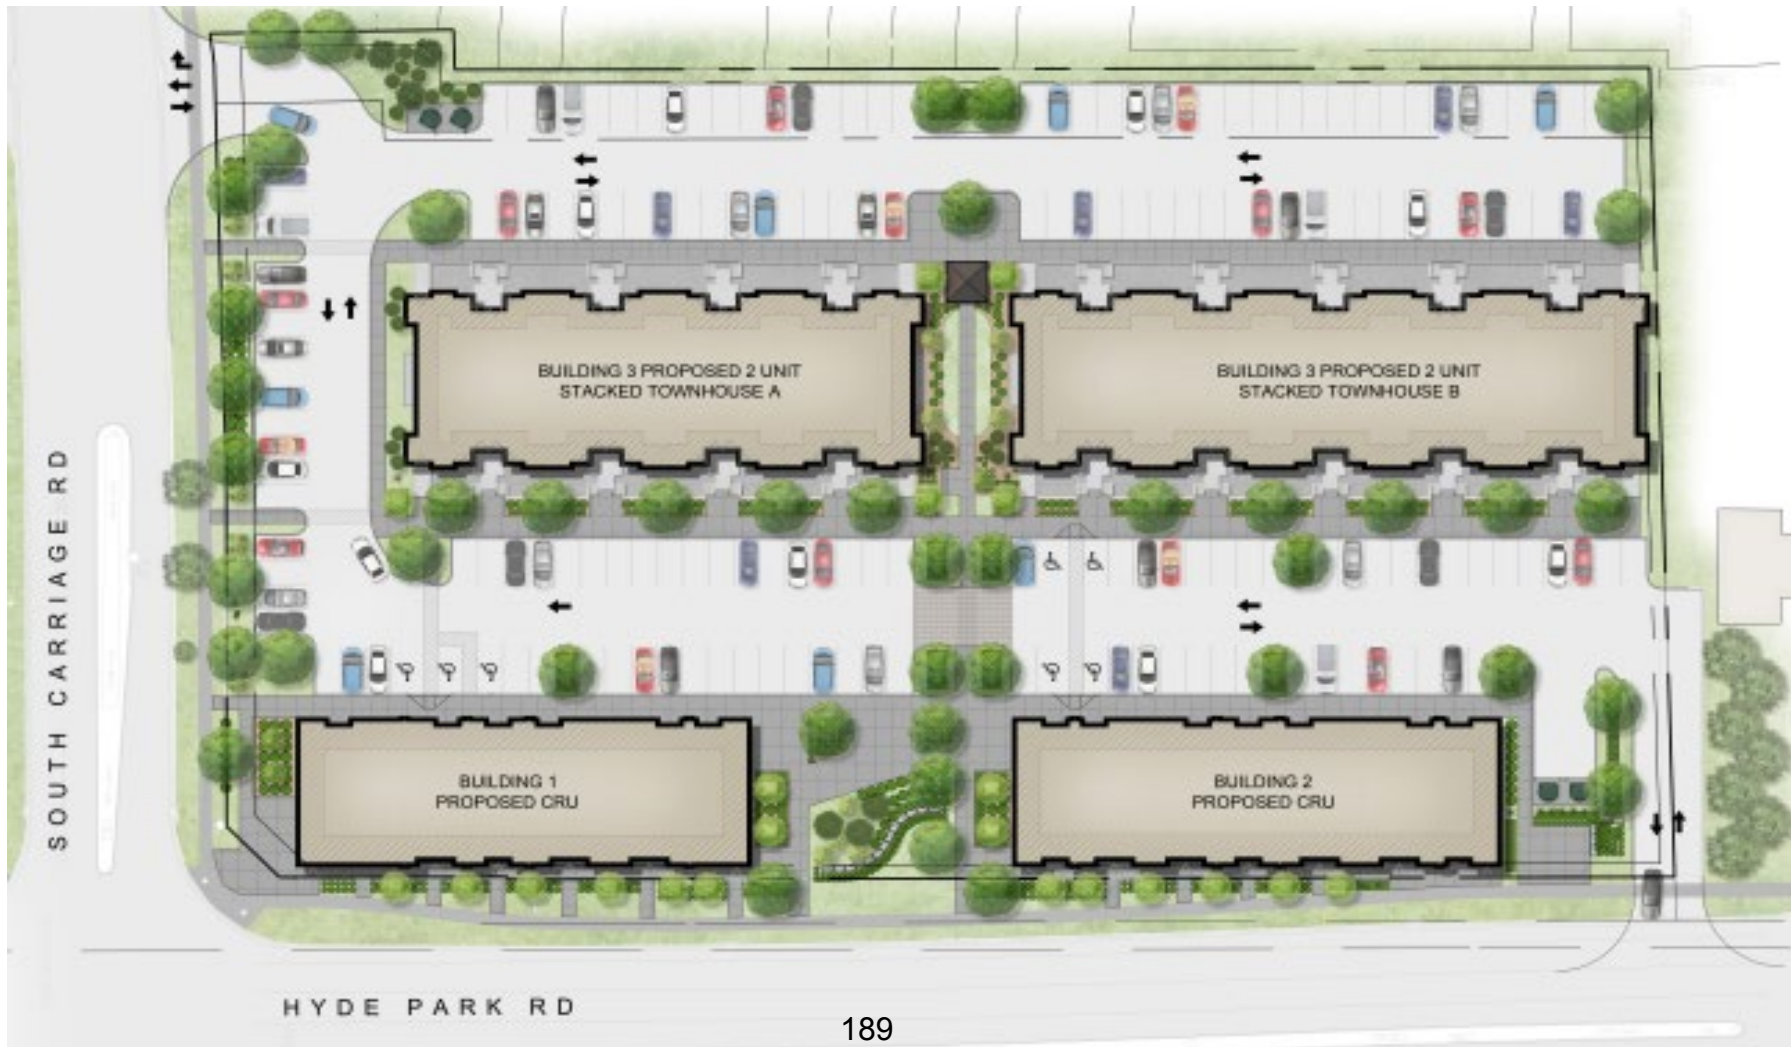 BUILDING 3 PROPOSED 2 UNIT
STACKED TOWNHOUSE A
BUILDING 3 PROPOSED 2 UNIT
STACKED TOWNHOUSE B
BUILDING 1
PROPOSED CRU
BUILDING 2
PROPOSED CRU
SOUTH CARRIAGE RD
HYDE PARK RD
189